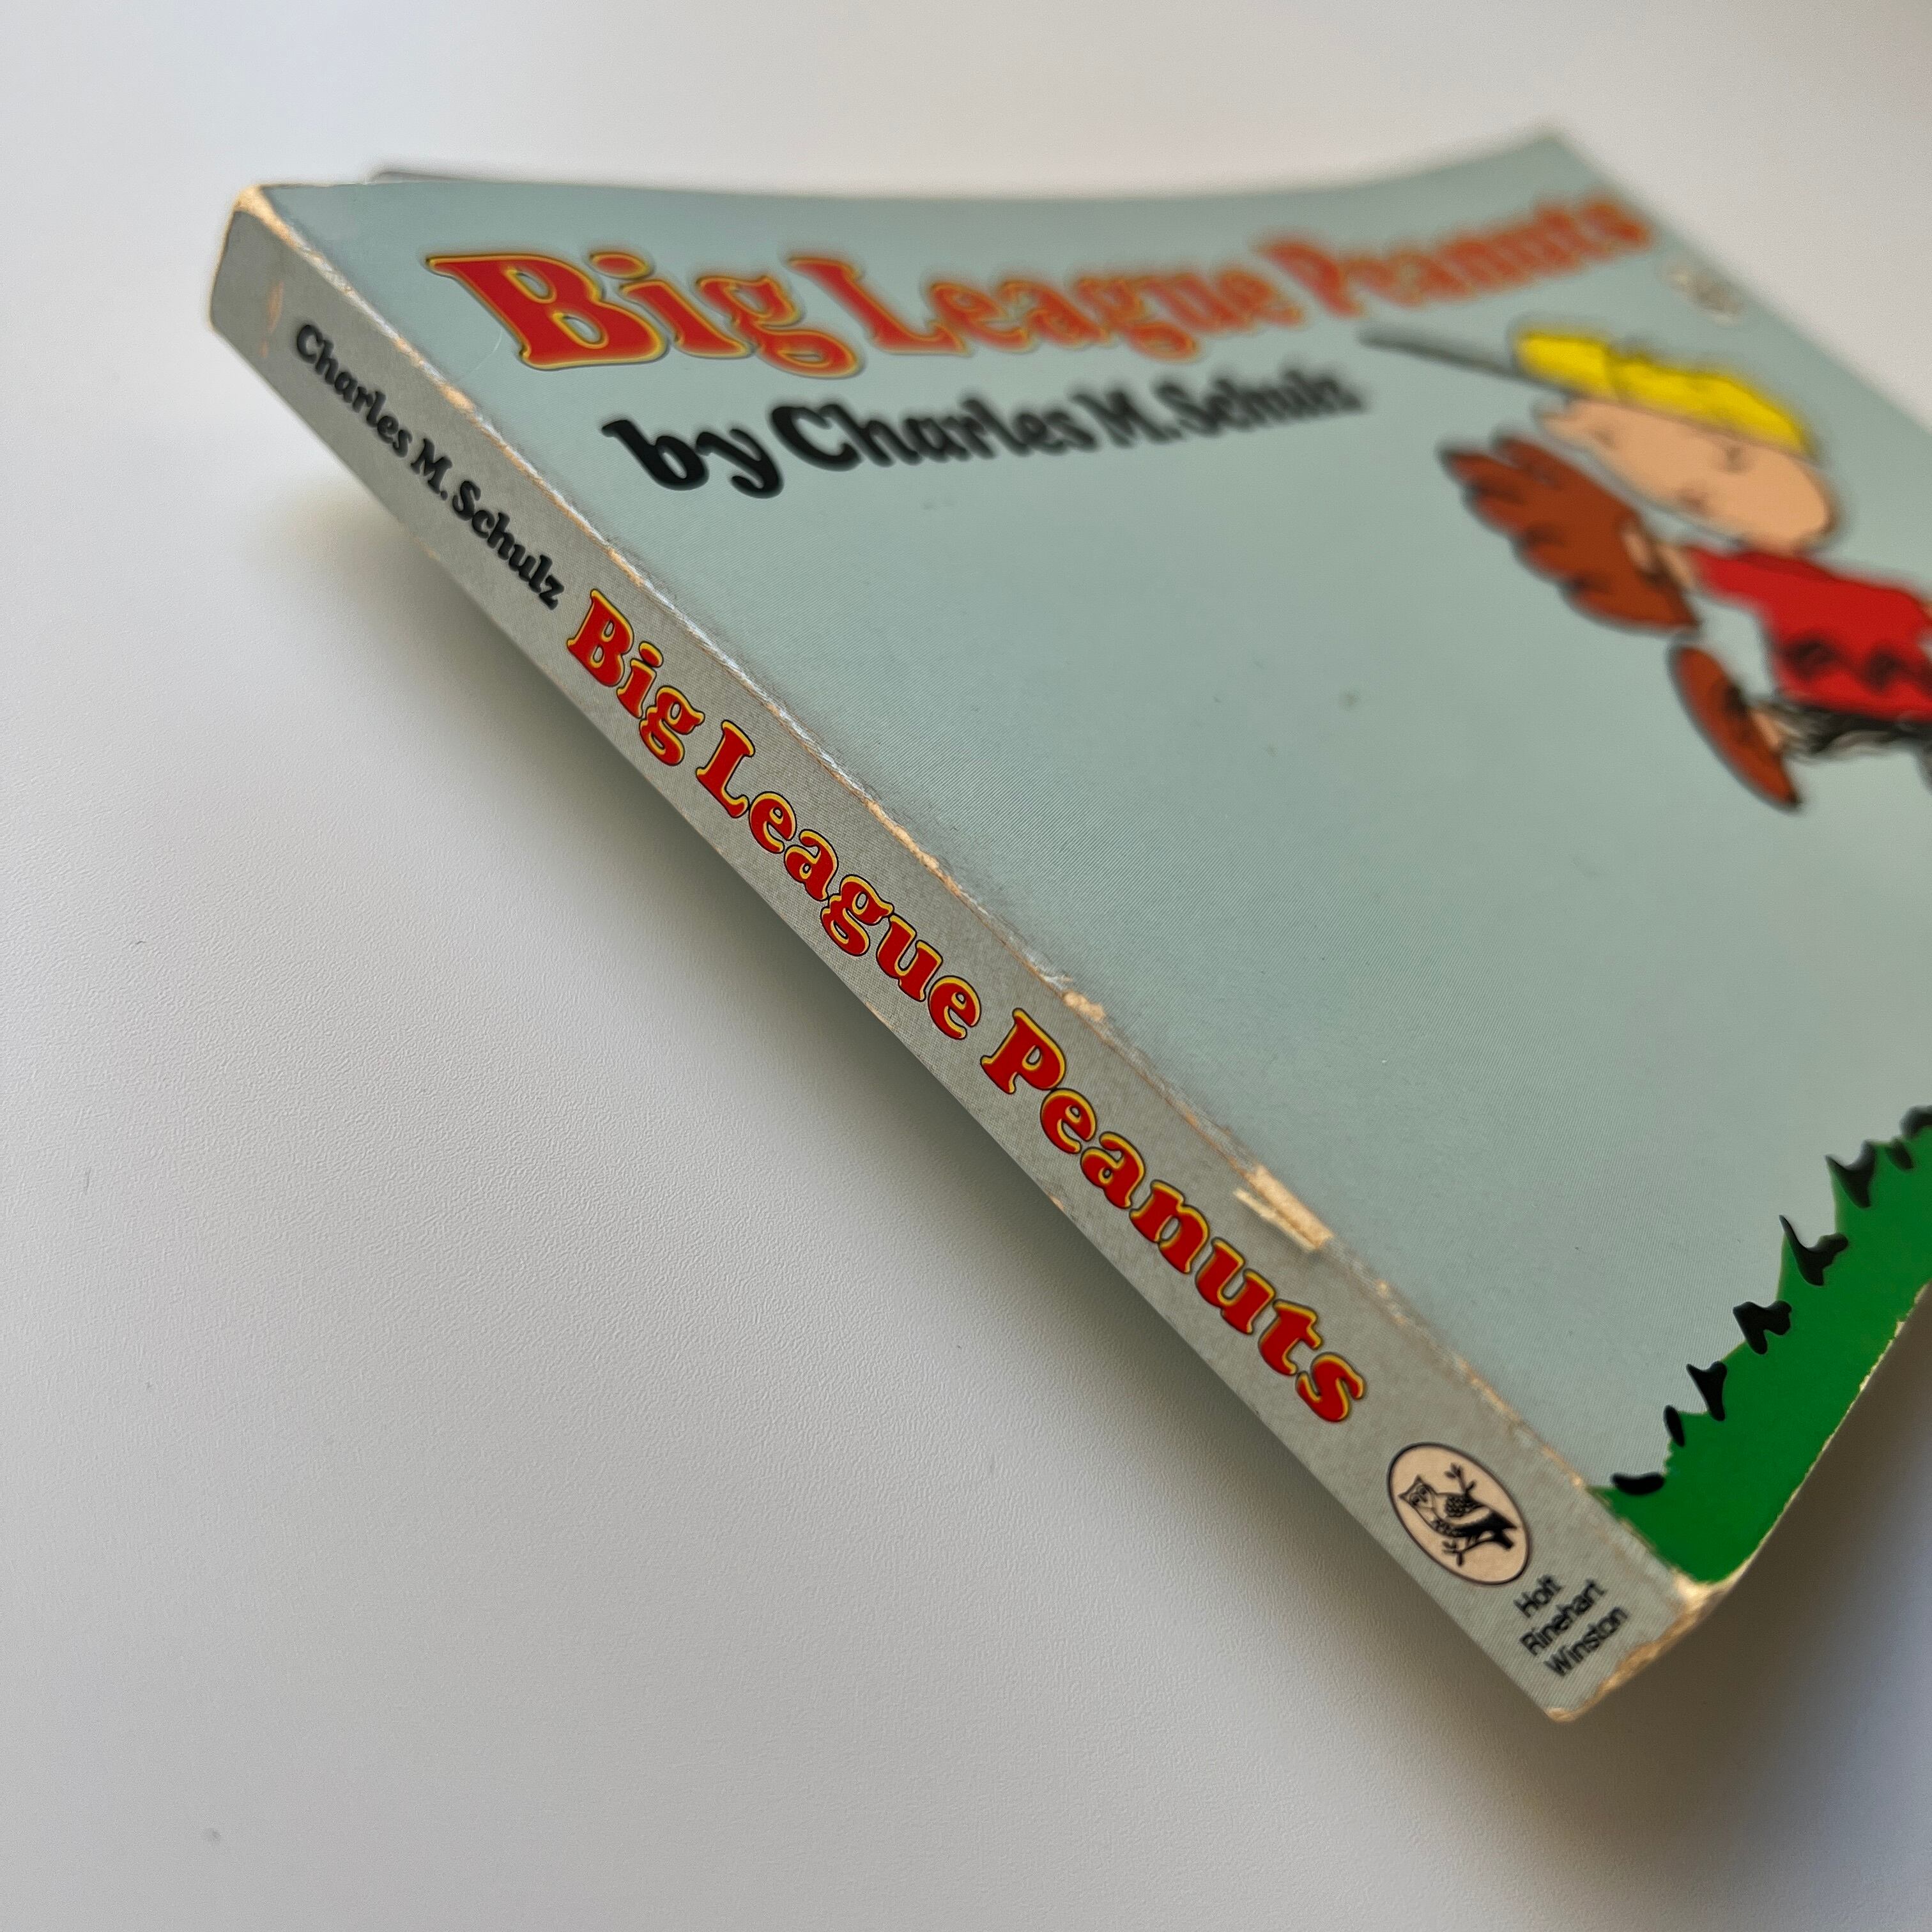 Big League Peanuts
by Charles M. Schulz
Charles M. Schulz Big League Peanuts
Holt
Rinehart
Winston